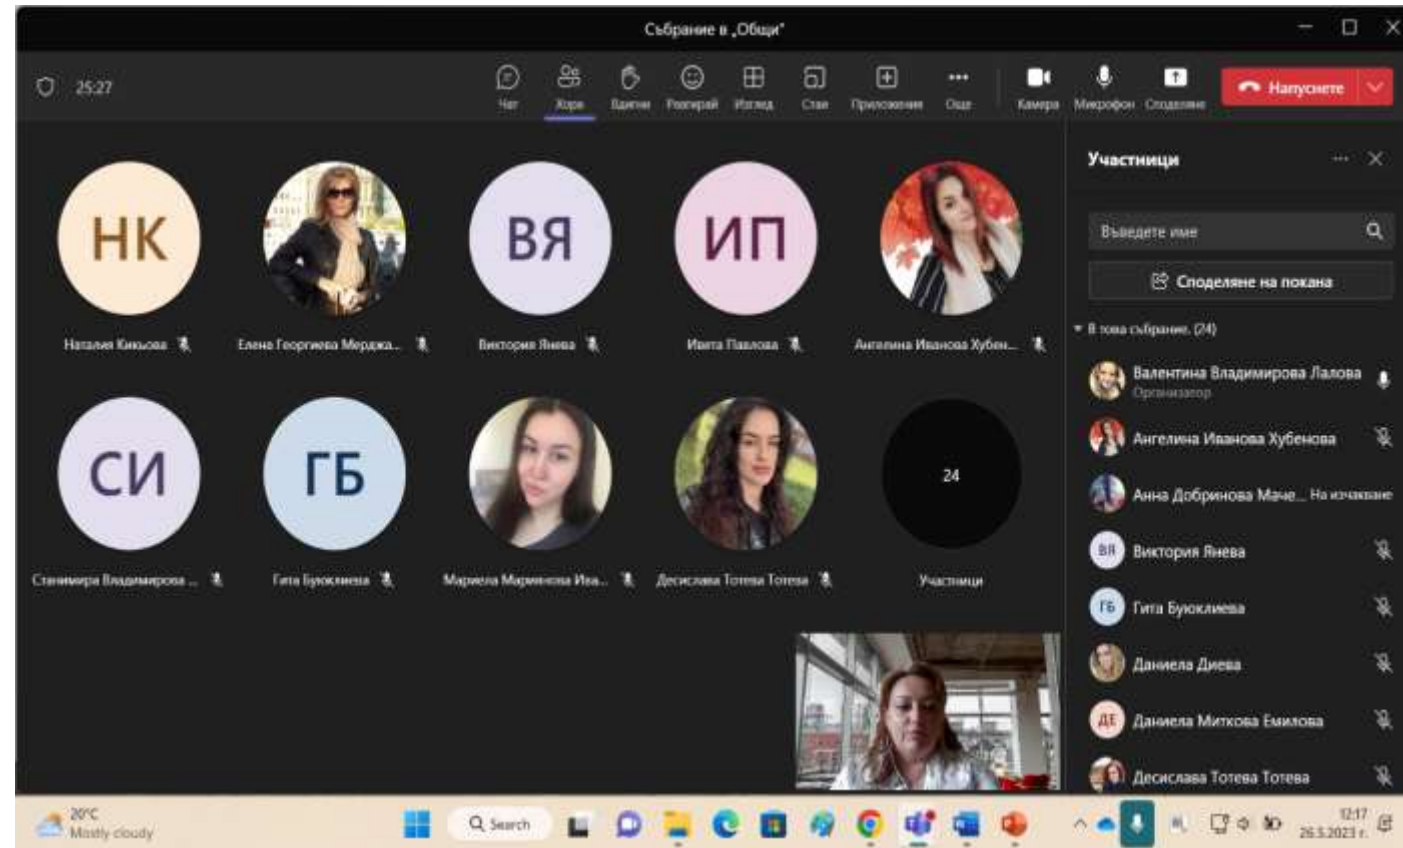 Събрание в „Общи"
25:27
Чат
Хора
Вдигни
Реагирай
Изглед
Стаи
Приложения
Още
Камера
Микрофон
Споделяне
Напуснете
НК
ВЯ
ИП
Наталия Кикьова
Елена Георгиева Мерджа...
Виктория Янева
Ивета Павлова
Ангелина Иванова Хубен...
СИ
ГБ
24
Станимира Владимирова ...
Гита Буюклиева
Мариела Мариянова Ива...
Десислава Тотева Тотева
Участници
Участници
Въведете име
Споделяне на покана
В това събрание. (24)
Валентина Владимирова Лалова
Организатор
Ангелина Иванова Хубенова
Анна Добринова Маче... На изчакване
ВЯ Виктория Янева
ГБ Гита Буюклиева
Даниела Диева
ДЕ Даниела Миткова Емилова
Десислава Тотева Тотева
20°C
Mostly cloudy
Search
12:17
26.5.2023 г.